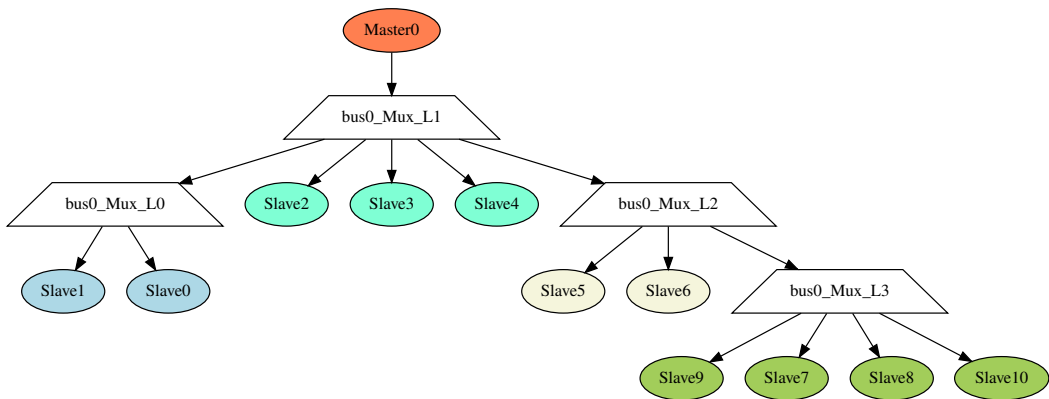 Master0
bus0_Mux_L1
bus0_Mux_L0
Slave2
Slave3
Slave4
bus0_Mux_L2
Slave1
Slave0
Slave5
Slave6
bus0_Mux_L3
Slave9
Slave7
Slave8
Slave10